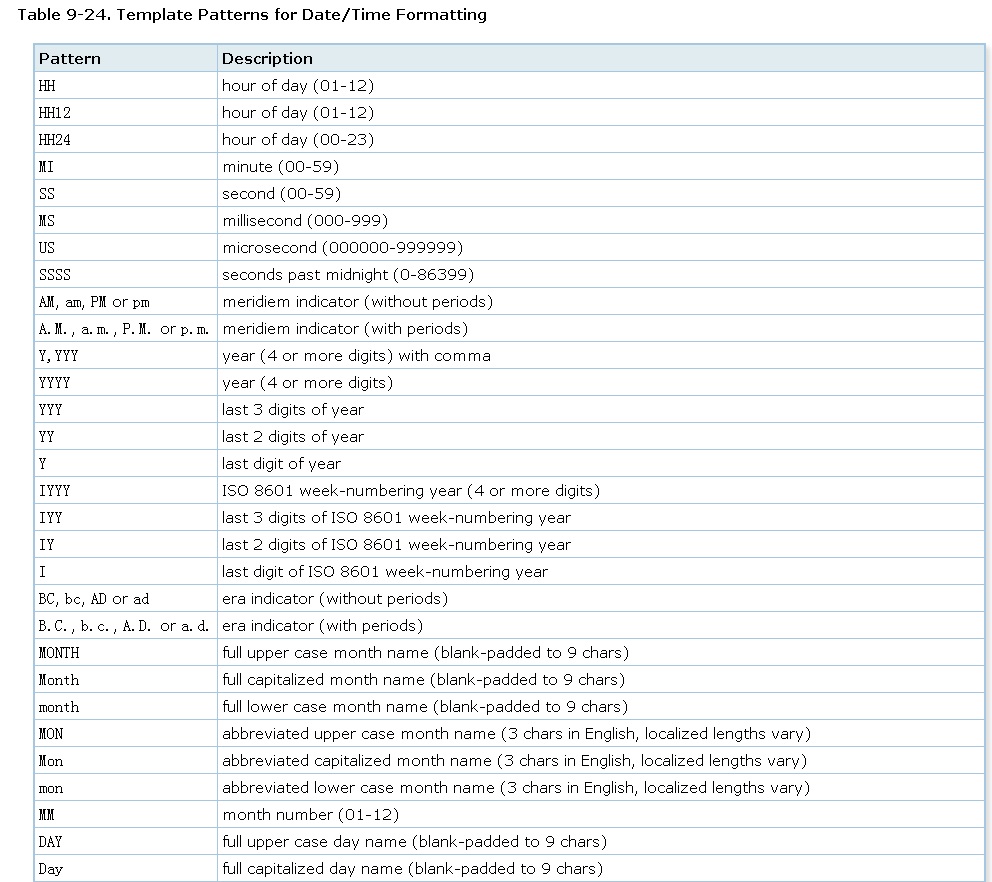 Table 9-24. Template Patterns for Date/Time Formatting
Pattern Description
HH hour of day (01-12)
HH12 hour of day (01-12)
HH24 hour of day (00-23)
MI minute (00-59)
SS second (00-59)
MS millisecond (000-999)
US microsecond (000000-999999)
SSSS seconds past midnight (0-86399)
AM, am, PM or pm meridiem indicator (without periods)
A.M., a.m., P.M. or p.m. meridiem indicator (with periods)
Y,YYY year (4 or more digits) with comma
YYYY year (4 or more digits)
YYY last 3 digits of year
YY last 2 digits of year
Y last digit of year
IYYY ISO 8601 week-numbering year (4 or more digits)
IYY last 3 digits of ISO 8601 week-numbering year
IY last 2 digits of ISO 8601 week-numbering year
I last digit of ISO 8601 week-numbering year
BC, bc, AD or ad era indicator (without periods)
B.C., b.c., A.D. or a.d. era indicator (with periods)
MONTH full upper case month name (blank-padded to 9 chars)
Month full capitalized month name (blank-padded to 9 chars)
month full lower case month name (blank-padded to 9 chars)
MON abbreviated upper case month name (3 chars in English, localized lengths vary)
Mon abbreviated capitalized month name (3 chars in English, localized lengths vary)
mon abbreviated lower case month name (3 chars in English, localized lengths vary)
MM month number (01-12)
DAY full upper case day name (blank-padded to 9 chars)
Day full capitalized day name (blank-padded to 9 chars)